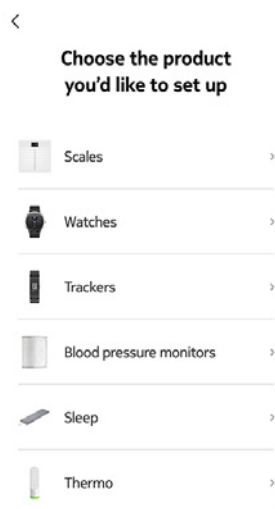 Choose the product
you'd like to set up
Scales
Watches
Trackers
Blood pressure monitors
Sleep
Thermo